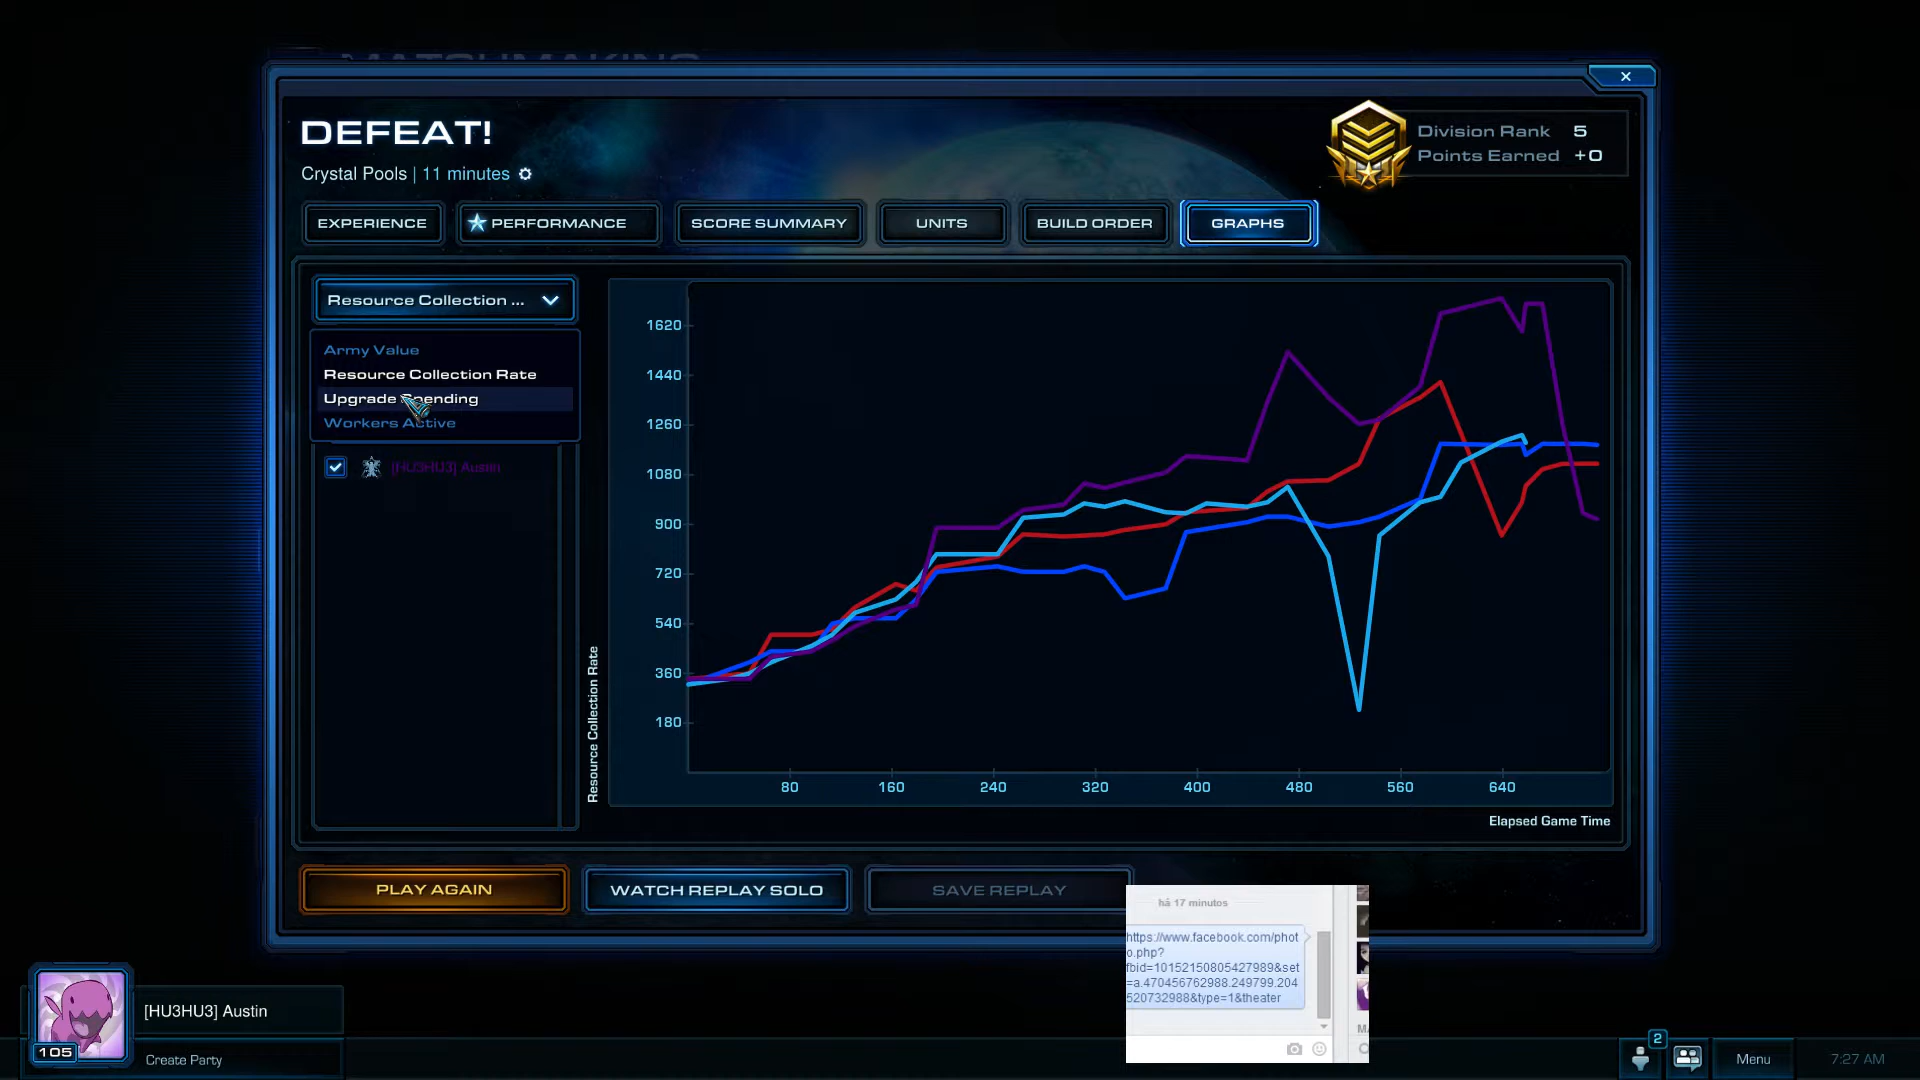 DEFEAT!
Crystal Pools | 11 minutes
Division Rank 5
Points Earned +0
EXPERIENCE
PERFORMANCE
SCORE SUMMARY
UNITS
BUILD ORDER
GRAPHS
Resource Collection ...
Army Value
Resource Collection Rate
Upgrade Spending
Workers Active
[HU3HU3] Austin
1620
1440
1260
1080
900
720
540
360
180
Resource Collection Rate
80 160 240 320 400 480 560 640
Elapsed Game Time
PLAY AGAIN
WATCH REPLAY SOLO
SAVE REPLAY
há 17 minutos
https://www.facebook.com/phot
o.php?
fbid=10152150805427989&set
=a.470456762988.249799.204
520732988&type=1&theater
[HU3HU3] Austin
105
Create Party
2
Menu
7:27 AM